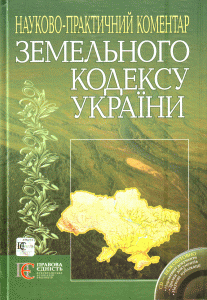 НАУКОВО-ПРАКТИЧНИЙ КОМЕНТАР
ЗЕМЕЛЬНОГО
КОДЕКСУ
УКРАЇНИ
ПРАВОВА
ЄДНІСТЬ